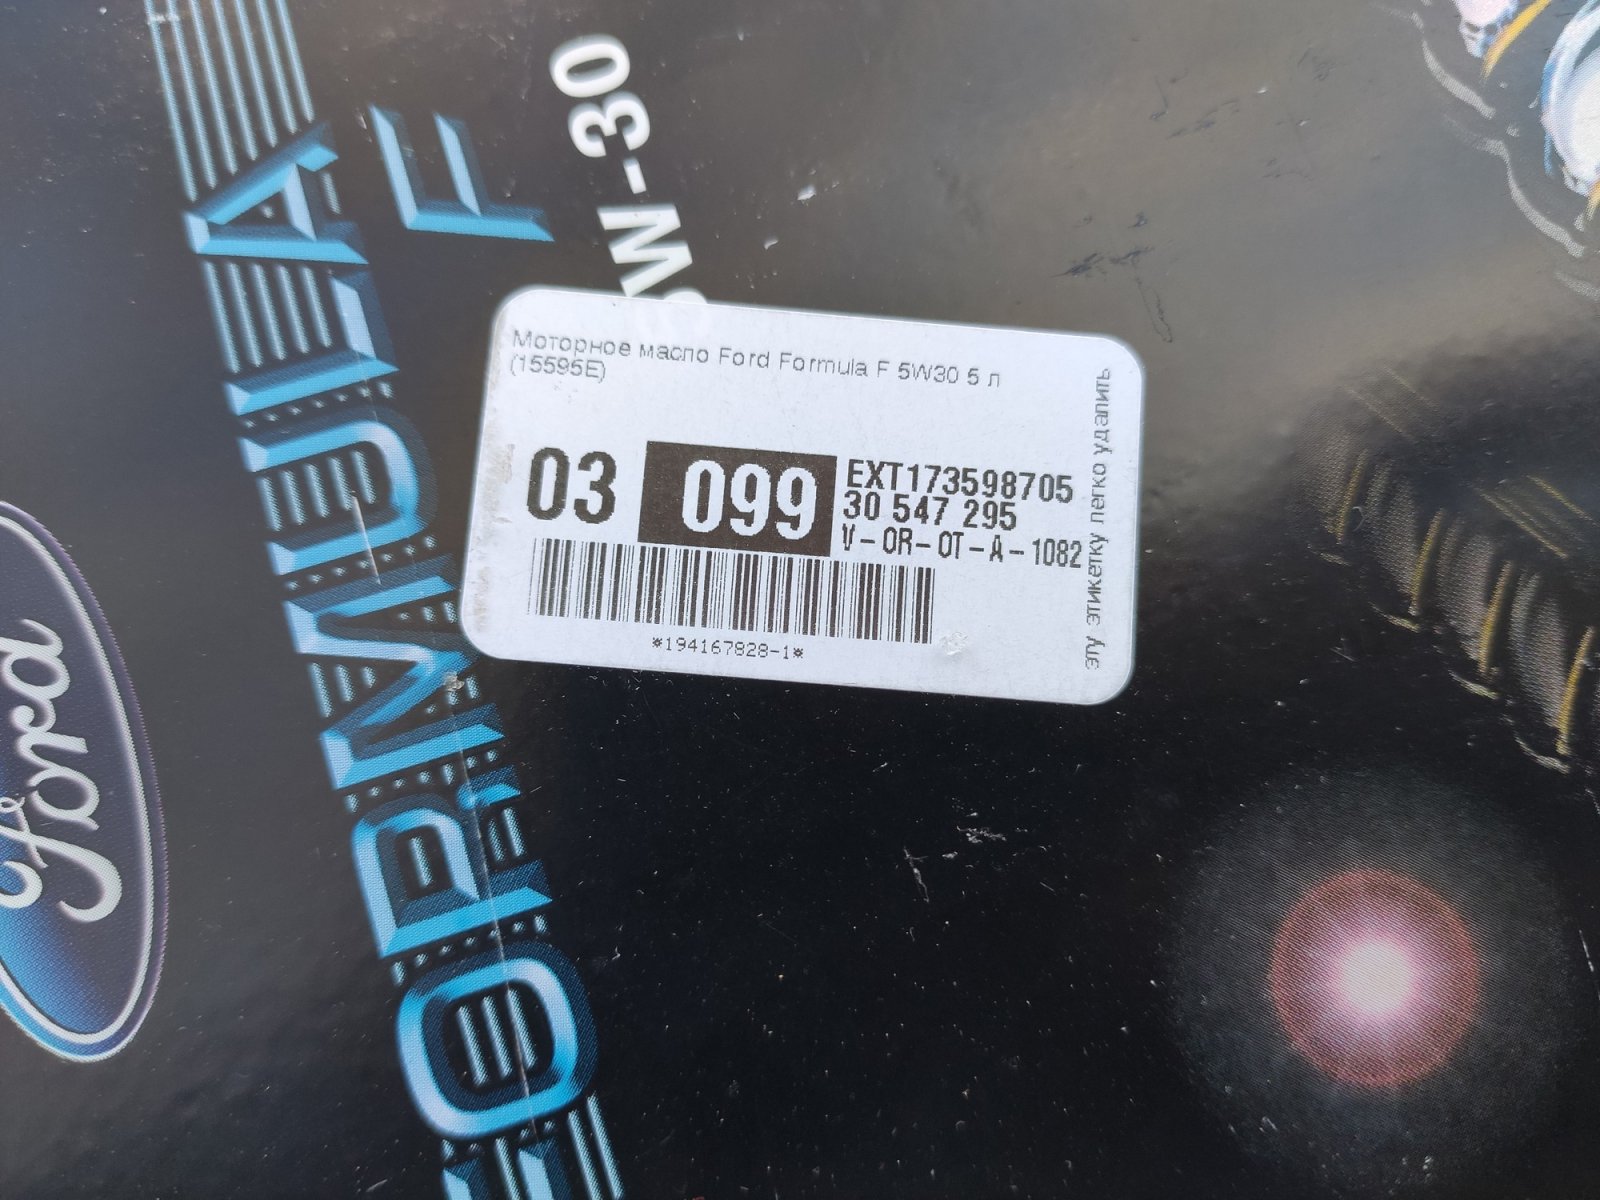 Ford
FORMULA
F
5W-30
Моторное масло Ford Formula F 5W30 5 л
(15595E)
03 099
EXT173598705
30 547 295
V-OR-OT-A-1082
*194167828-1*
эту этикетку легко удалить